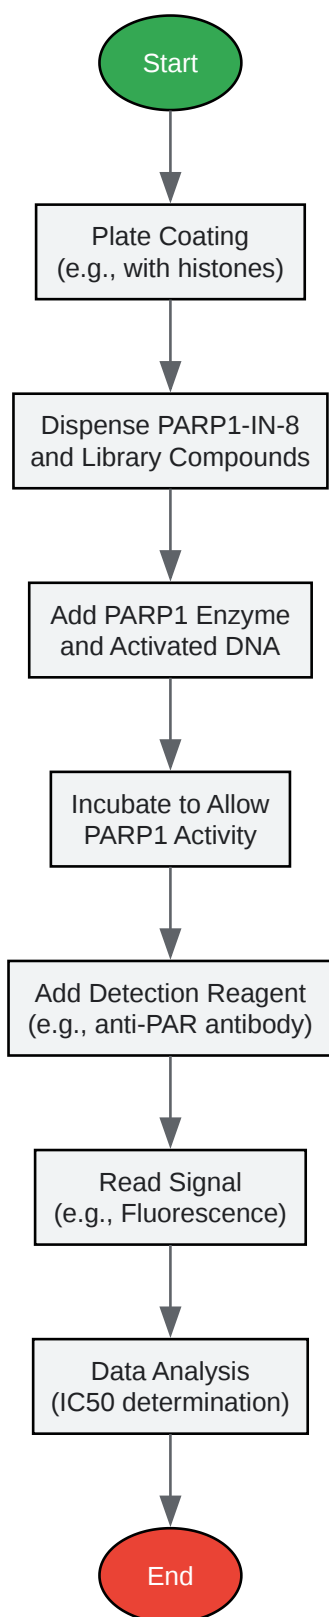 Start
Plate Coating
(e.g., with histones)
Dispense PARP1-IN-8
and Library Compounds
Add PARP1 Enzyme
and Activated DNA
Incubate to Allow
PARP1 Activity
Add Detection Reagent
(e.g., anti-PAR antibody)
Read Signal
(e.g., Fluorescence)
Data Analysis
(IC50 determination)
End